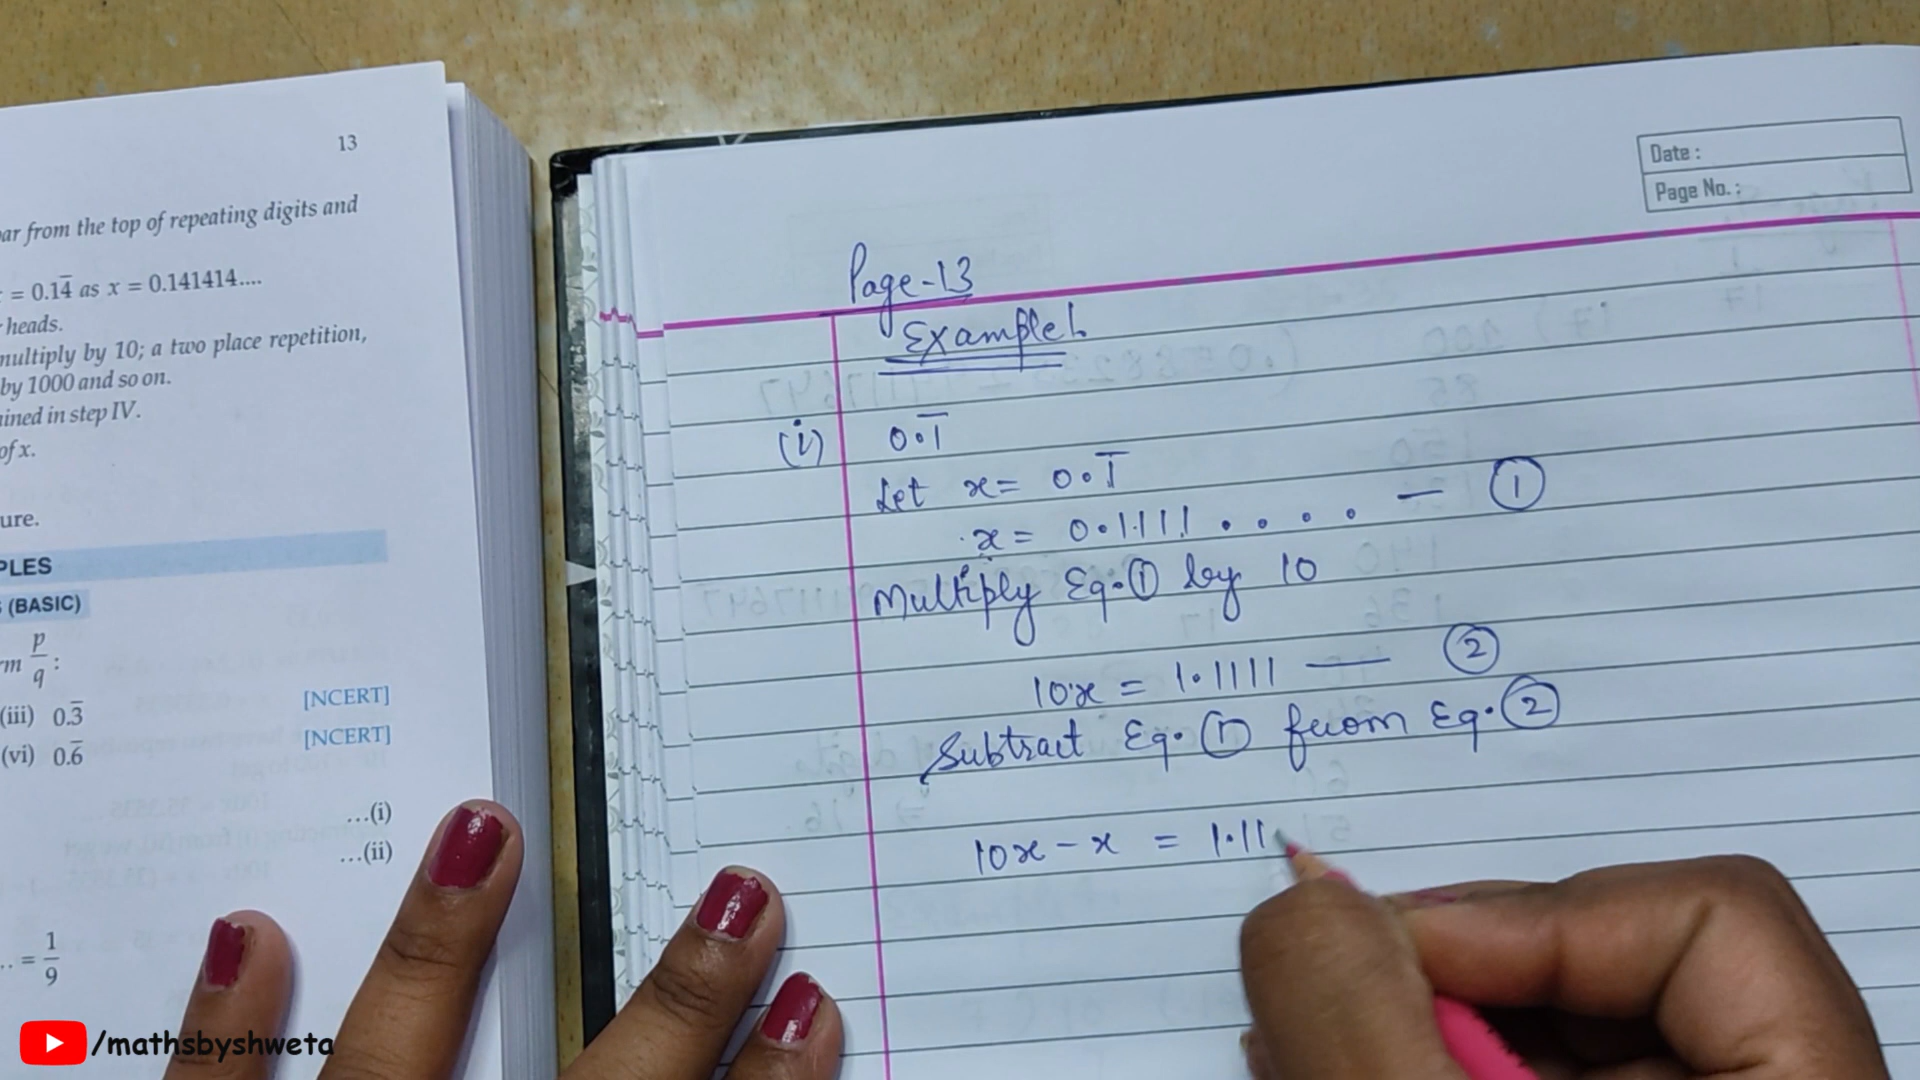 13
ar from the top of repeating digits and
= 0.1̅4̅ as x = 0.141414....
heads.
multiply by 10; a two place repetition,
by 1000 and so on.
ined in step IV.
of x.
ure.
PLES
(BASIC)
m p/q :
(iii) 0.3̅ [NCERT]
(vi) 0.6̅ [NCERT]
...(i)
...(ii)
.. = 1/9
Date :
Page No. :
Page-13
Example 1.
(i) 0.1̅
Let x = 0.1̅
x = 0.1111 . . . . — ①
Multiply Eq.① by 10
10x = 1.1111 — ②
Subtract Eq.① from Eq.②
10x - x = 1.11
/mathsbyshweta